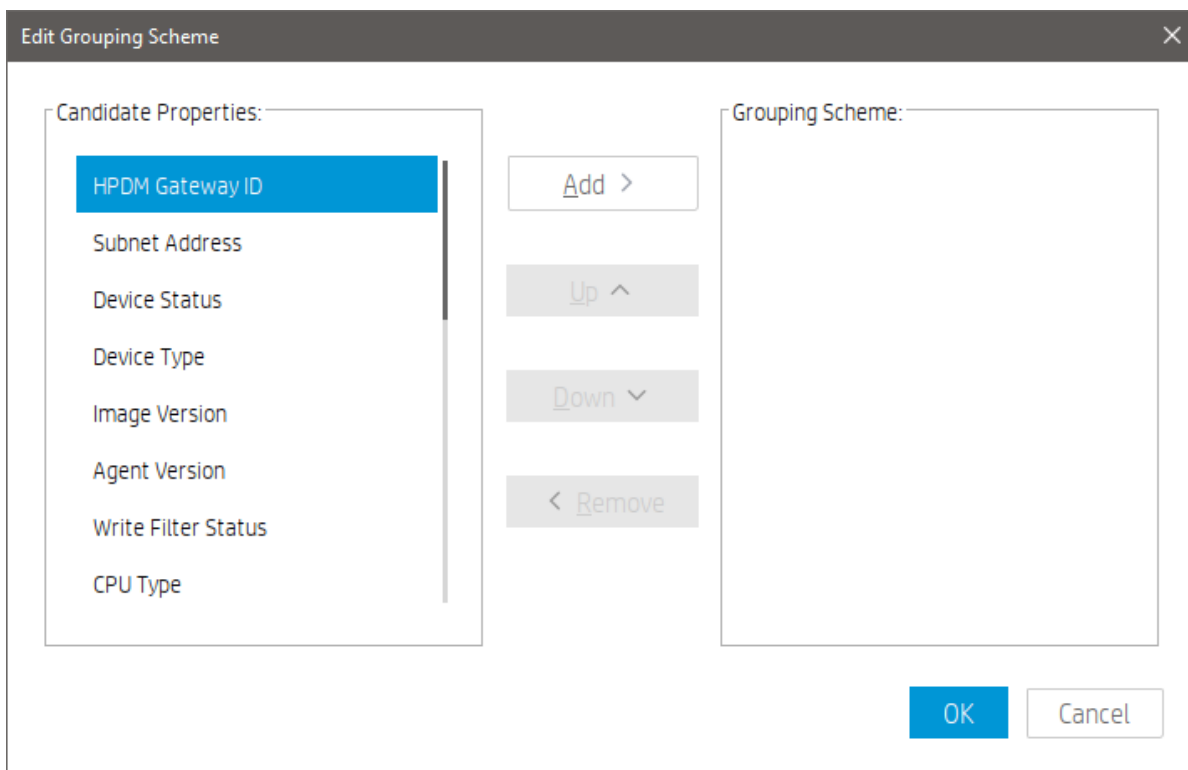 Edit Grouping Scheme
Candidate Properties:
HPDM Gateway ID
Subnet Address
Device Status
Device Type
Image Version
Agent Version
Write Filter Status
CPU Type
Add
Up
Down
Remove
Grouping Scheme:
OK
Cancel